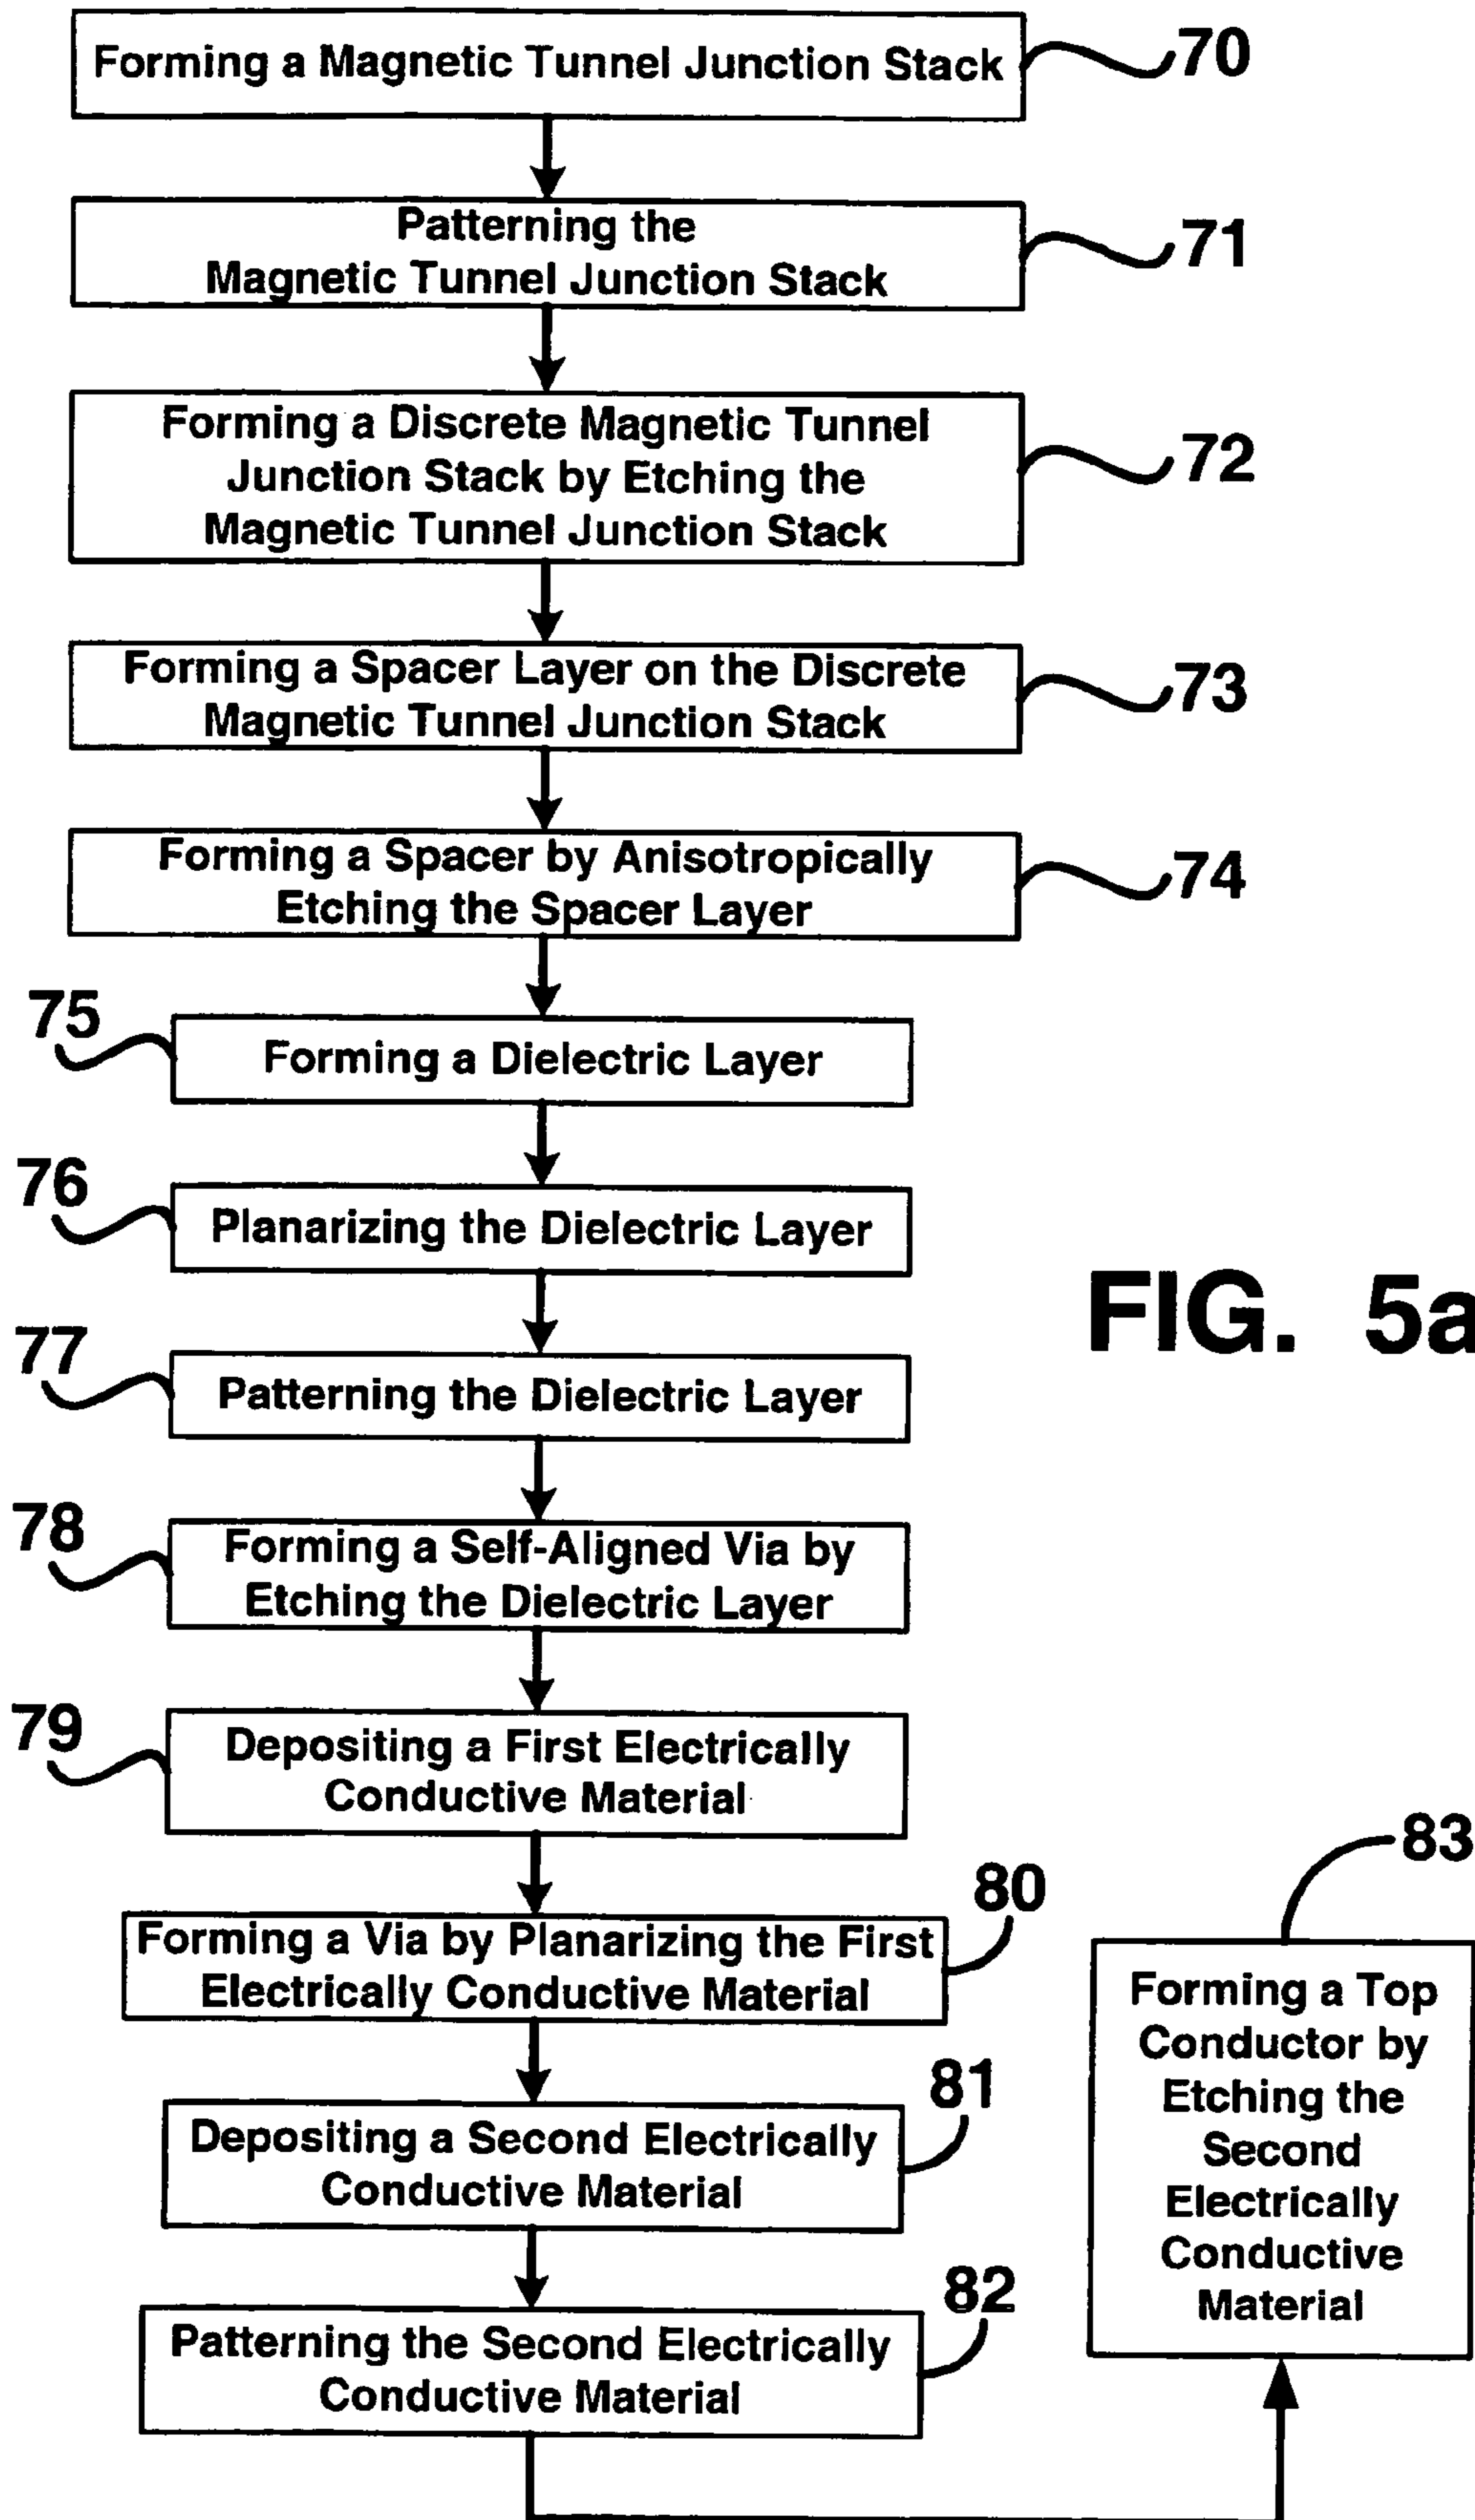 Forming a Magnetic Tunnel Junction Stack
70
Patterning the
Magnetic Tunnel Junction Stack
71
Forming a Discrete Magnetic Tunnel
Junction Stack by Etching the
Magnetic Tunnel Junction Stack
72
Forming a Spacer Layer on the Discrete
Magnetic Tunnel Junction Stack
73
Forming a Spacer by Anisotropically
Etching the Spacer Layer
74
75
Forming a Dielectric Layer
76
Planarizing the Dielectric Layer
FIG. 5a
77
Patterning the Dielectric Layer
78
Forming a Self-Aligned Via by
Etching the Dielectric Layer
79
Depositing a First Electrically
Conductive Material
80
Forming a Via by Planarizing the First
Electrically Conductive Material
81
Depositing a Second Electrically
Conductive Material
82
Patterning the Second Electrically
Conductive Material
83
Forming a Top
Conductor by
Etching the
Second
Electrically
Conductive
Material